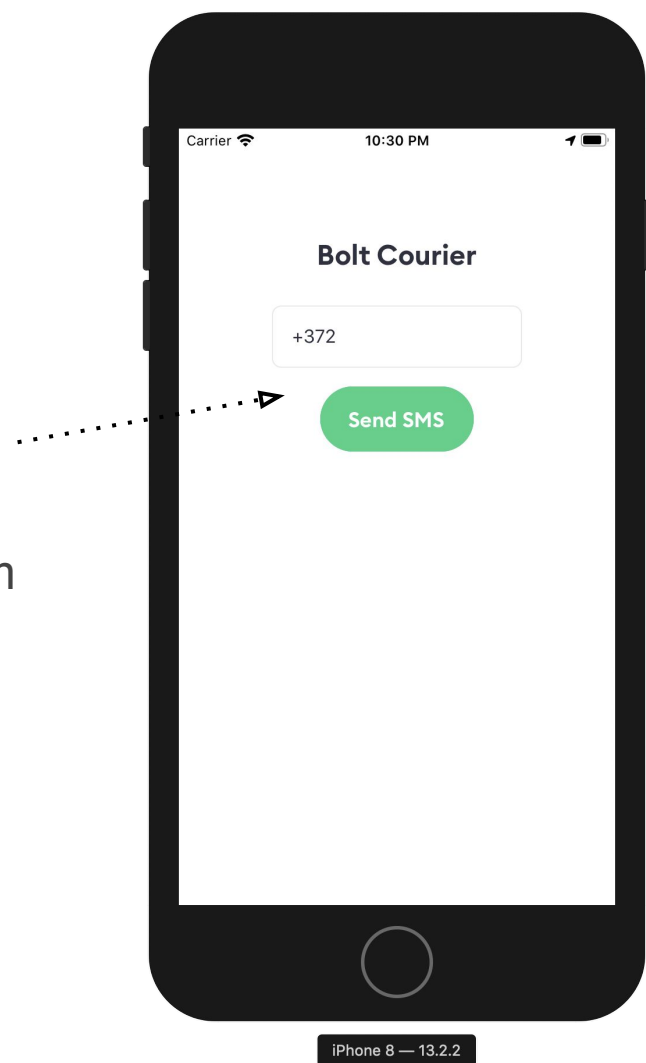 Carrier
10:30 PM
Bolt Courier
+372
Send SMS
iPhone 8 — 13.2.2